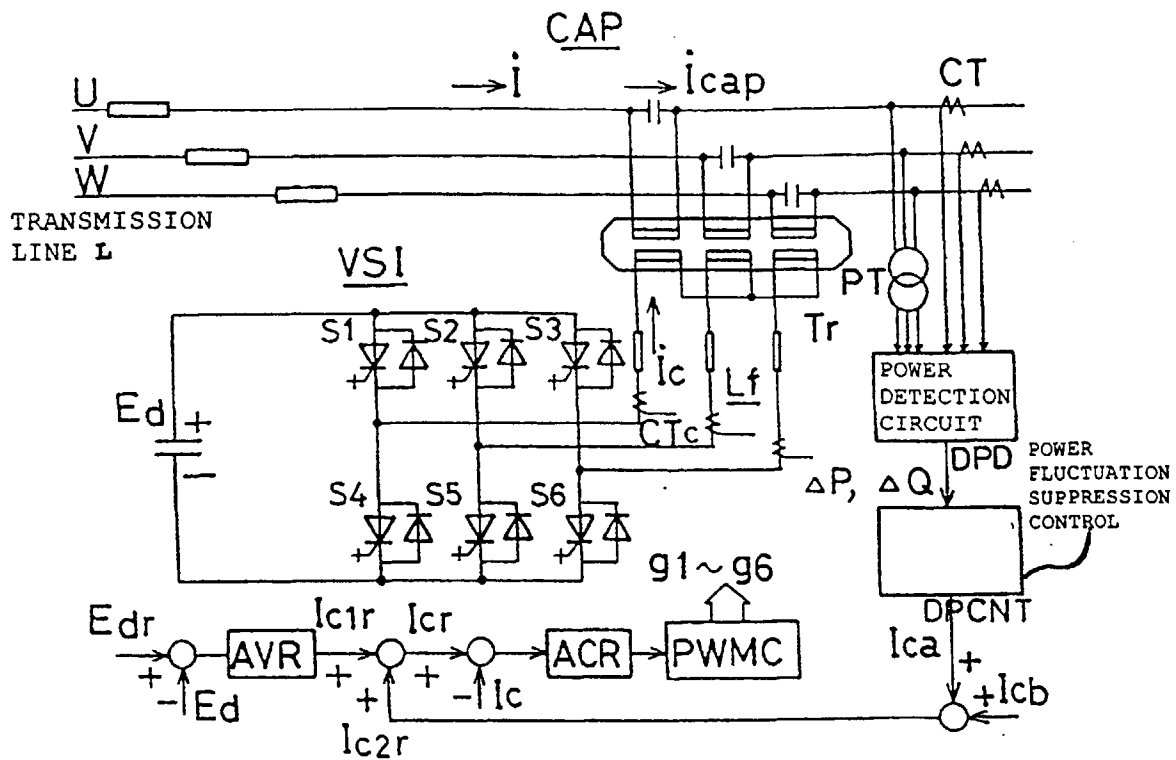 CAP
U
i
icap
CT
V
W
TRANSMISSION
LINE L
VSI
PT
Tr
S1
S2
S3
ic
Lf
POWER
DETECTION
CIRCUIT
Ed
+
−
CTc
DPD
ΔP, ΔQ
POWER
FLUCTUATION
SUPPRESSION
CONTROL
S4
S5
S6
+
+
+
+
+
+
g1~g6
DPCNT
Edr
Ic1r
Icr
AVR
ACR
PWMC
Ica
+
+
+
+
+ Icb
− Ed
+
− Ic
Ic2r